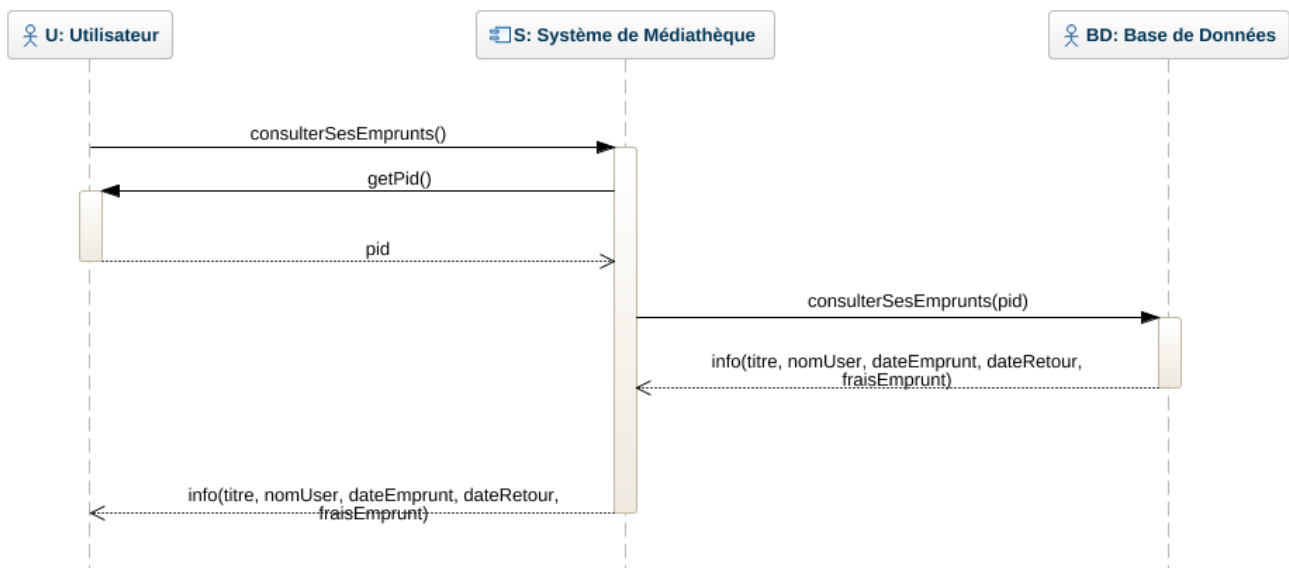 U: Utilisateur
S: Système de Médiathèque
BD: Base de Données
consulterSesEmprunts()
getPid()
pid
consulterSesEmprunts(pid)
info(titre, nomUser, dateEmprunt, dateRetour,
fraisEmprunt)
info(titre, nomUser, dateEmprunt, dateRetour,
fraisEmprunt)